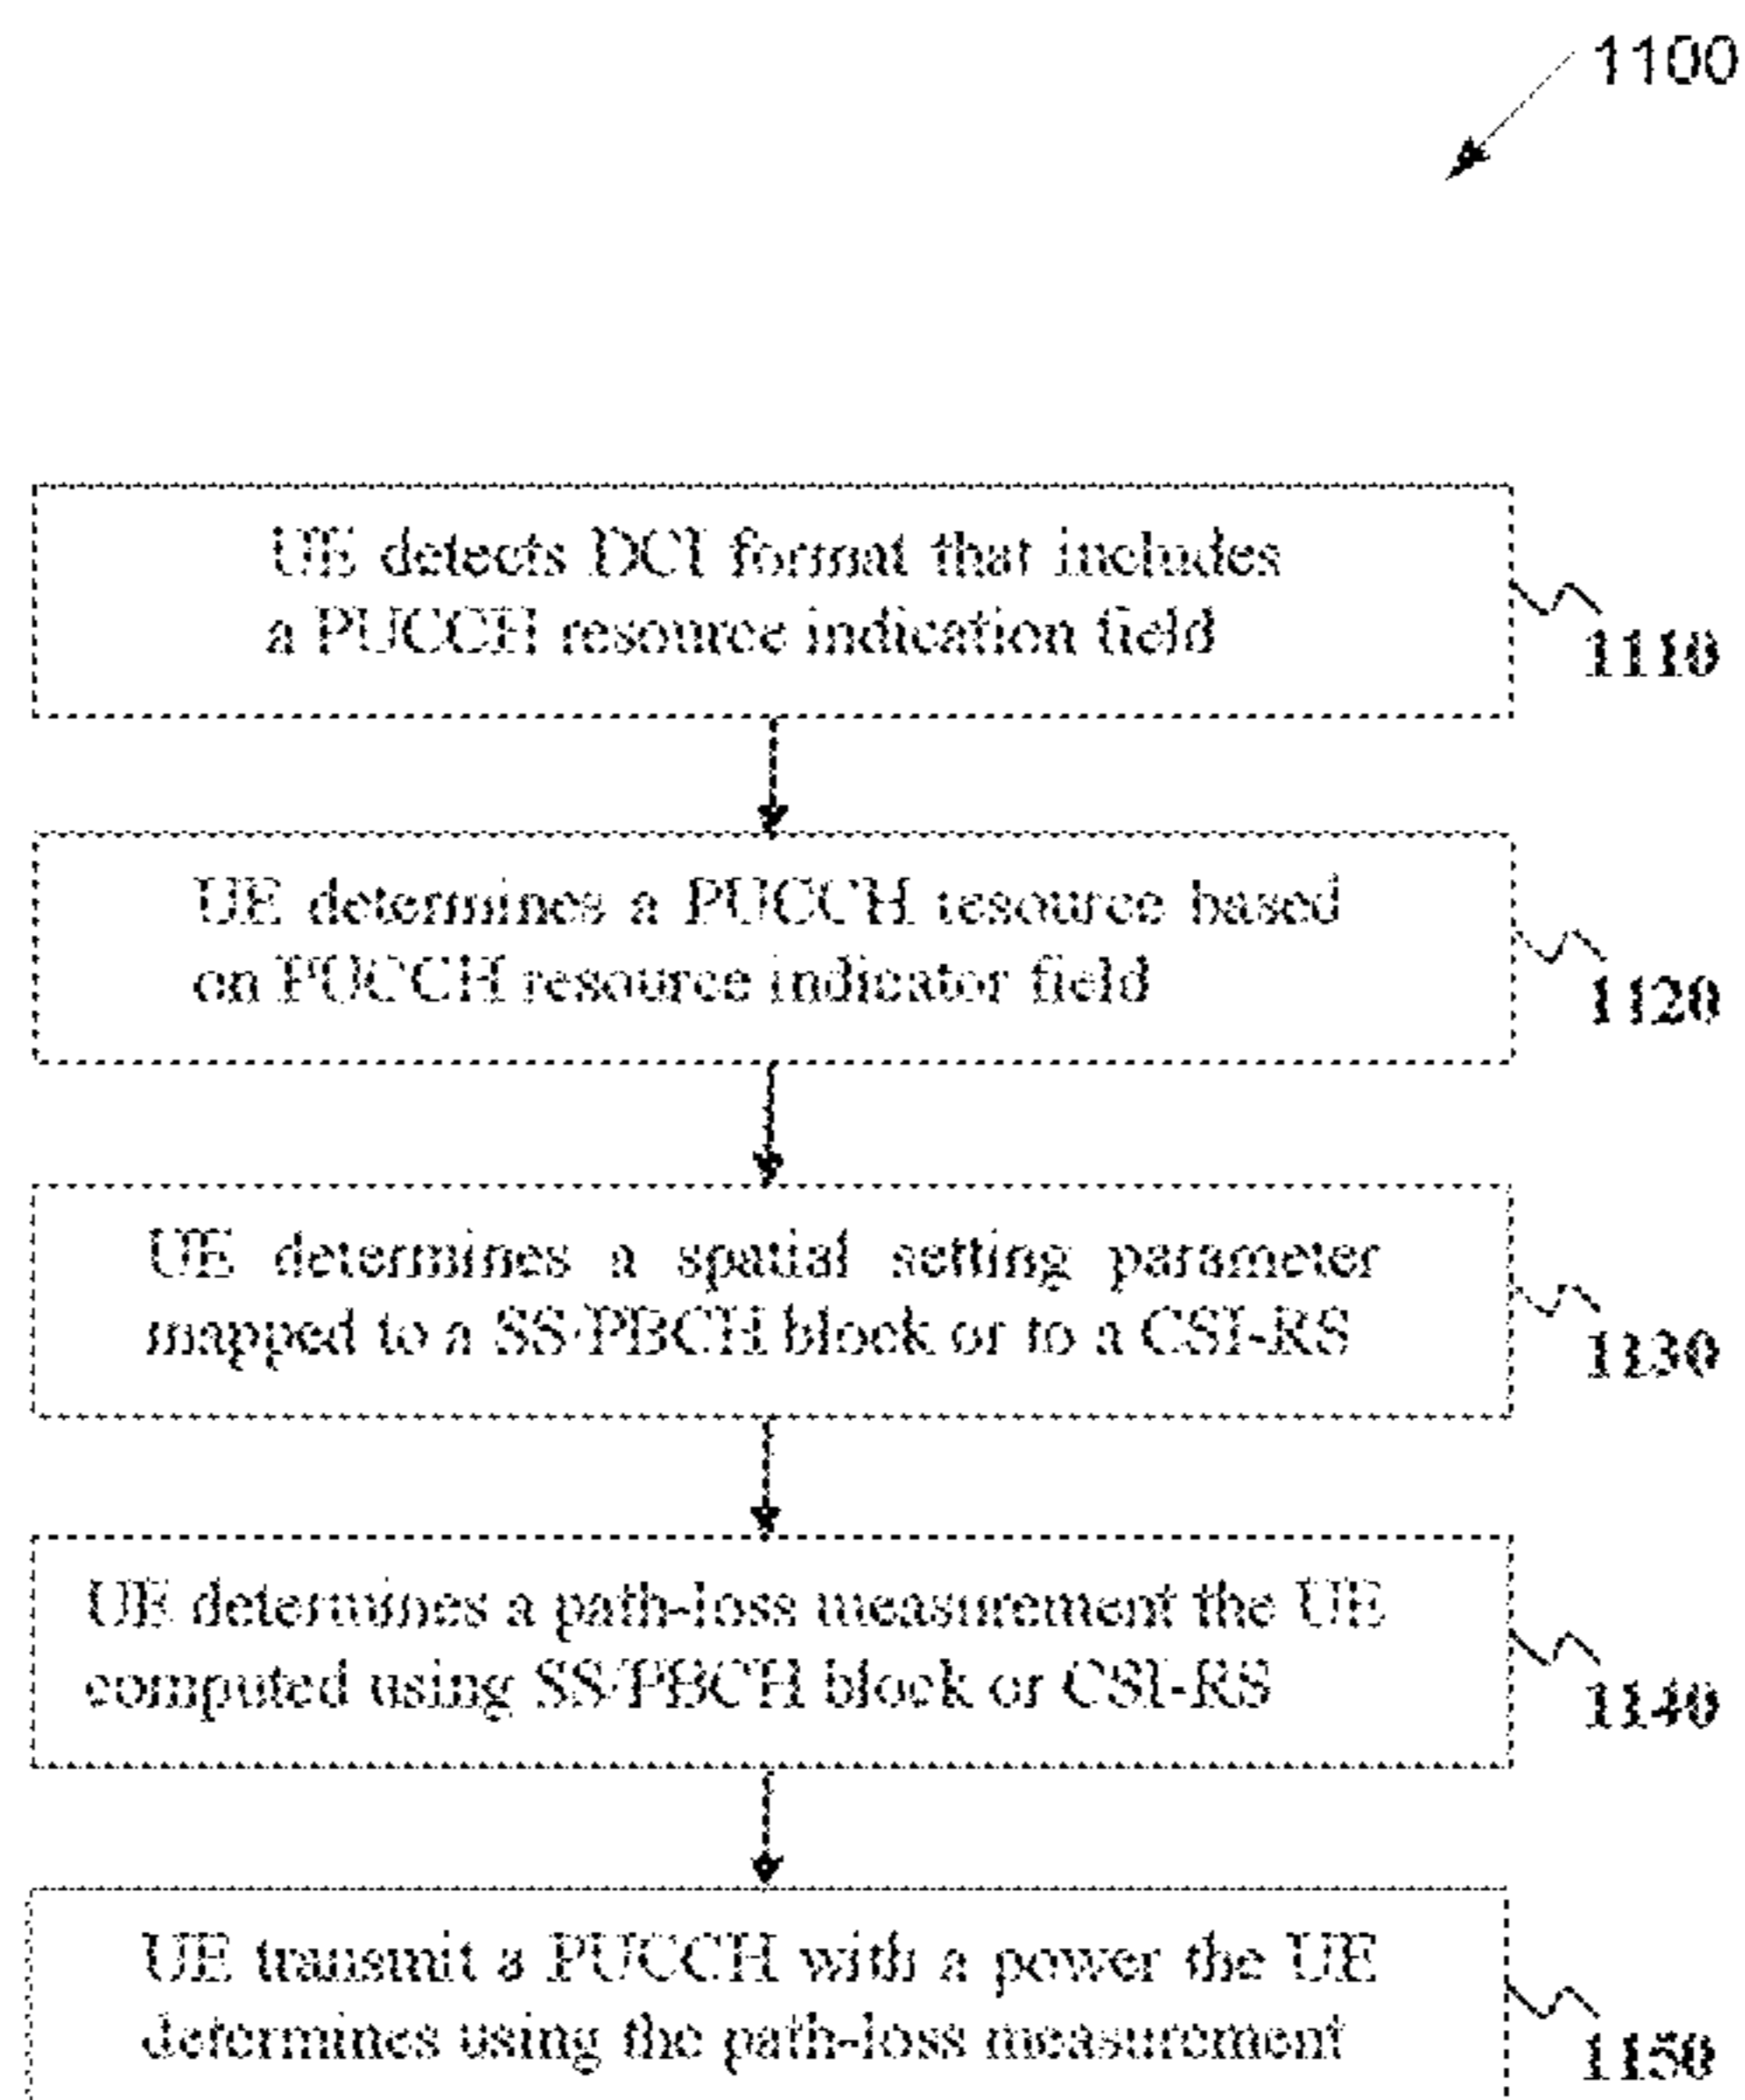 1100
UE detects DCI format that includes
a PUCCH resource indication field
1110
UE determines a PUCCH resource based
on PUCCH resource indicator field
1120
UE determines a spatial setting parameter
mapped to a SS/PBCH block or to a CSI-RS
1130
UE determines a path-loss measurement the UE
computed using SS/PBCH block or CSI-RS
1140
UE transmit a PUCCH with a power the UE
determines using the path-loss measurement
1150